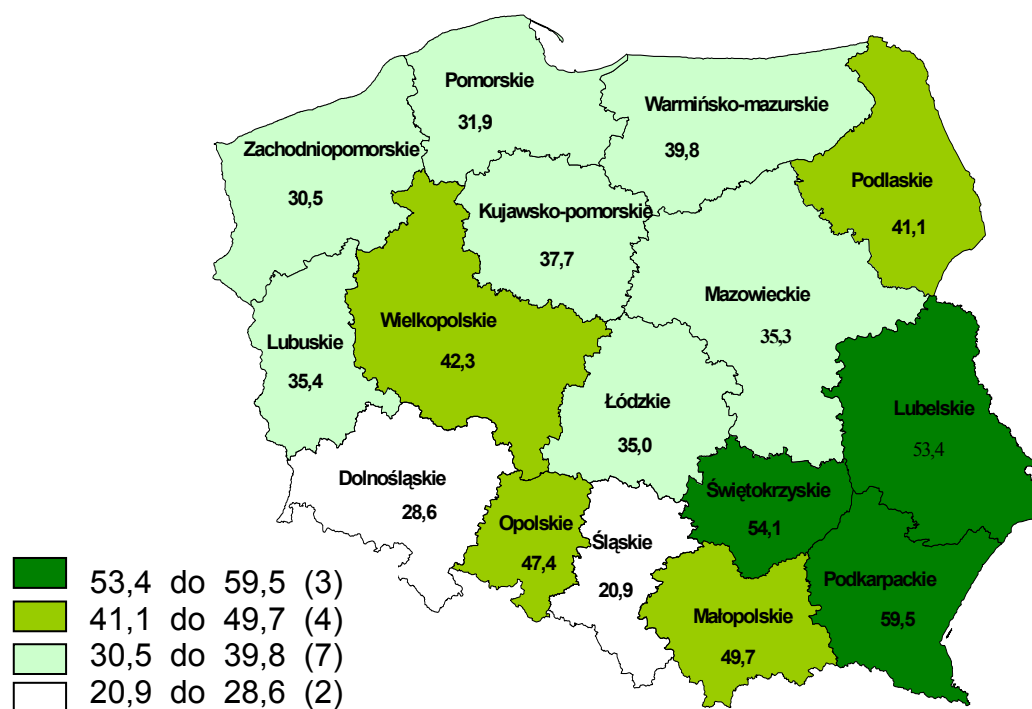 Pomorskie
31,9
Warmińsko-mazurskie
39,8
Zachodniopomorskie
30,5
Podlaskie
41,1
Kujawsko-pomorskie
37,7
Mazowieckie
35,3
Wielkopolskie
42,3
Lubuskie
35,4
Łódzkie
35,0
Lubelskie
53,4
Dolnośląskie
28,6
Świętokrzyskie
54,1
Opolskie
47,4
Śląskie
20,9
Podkarpackie
59,5
Małopolskie
49,7
53,4 do 59,5 (3)
41,1 do 49,7 (4)
30,5 do 39,8 (7)
20,9 do 28,6 (2)